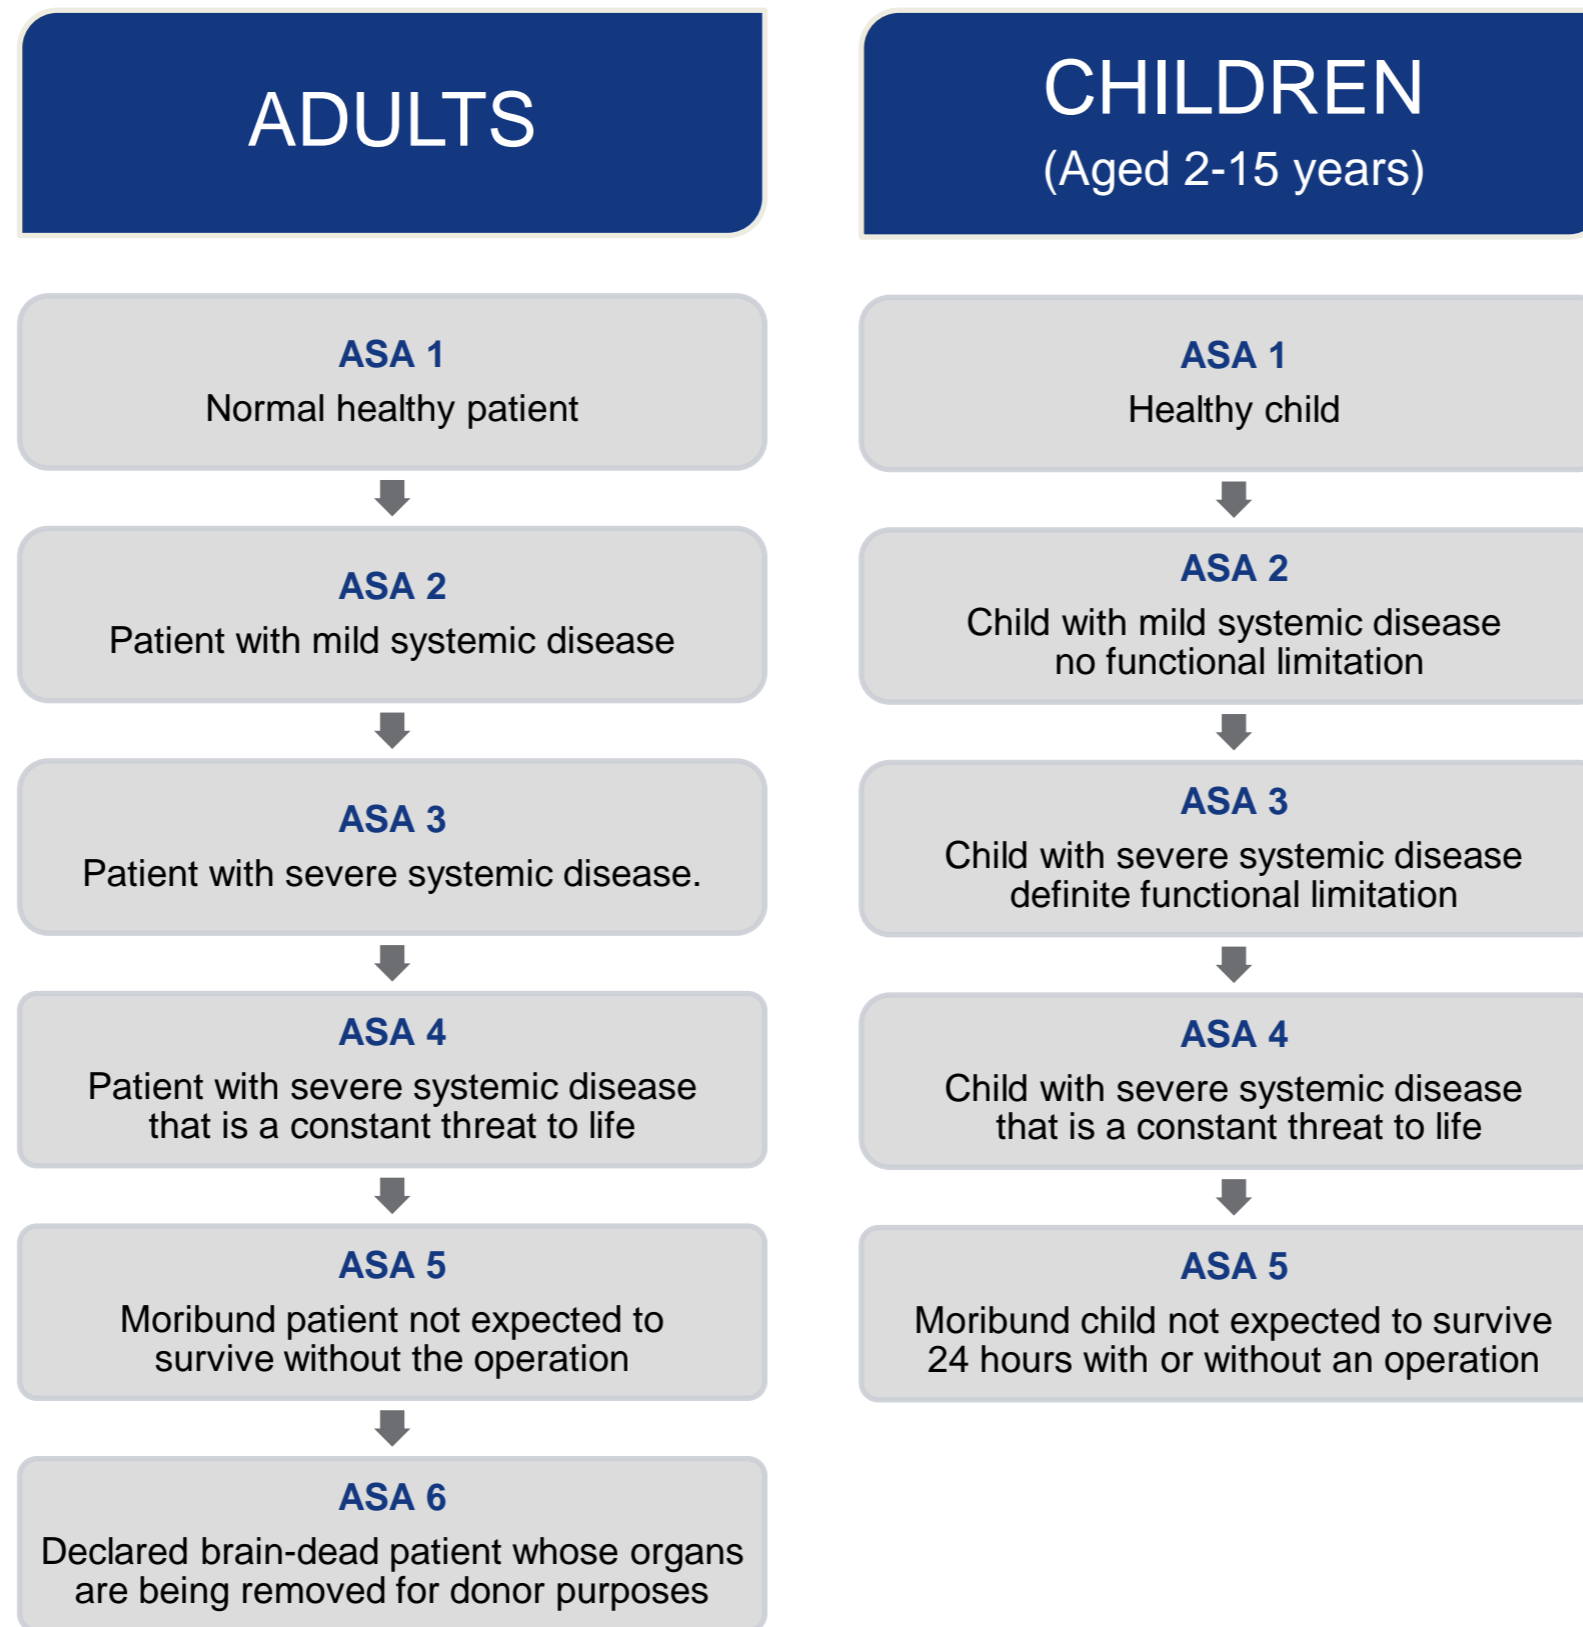 ADULTS
ASA 1
Normal healthy patient
ASA 2
Patient with mild systemic disease
ASA 3
Patient with severe systemic disease.
ASA 4
Patient with severe systemic disease
that is a constant threat to life
ASA 5
Moribund patient not expected to
survive without the operation
ASA 6
Declared brain-dead patient whose organs
are being removed for donor purposes
CHILDREN
(Aged 2-15 years)
ASA 1
Healthy child
ASA 2
Child with mild systemic disease
no functional limitation
ASA 3
Child with severe systemic disease
definite functional limitation
ASA 4
Child with severe systemic disease
that is a constant threat to life
ASA 5
Moribund child not expected to survive
24 hours with or without an operation